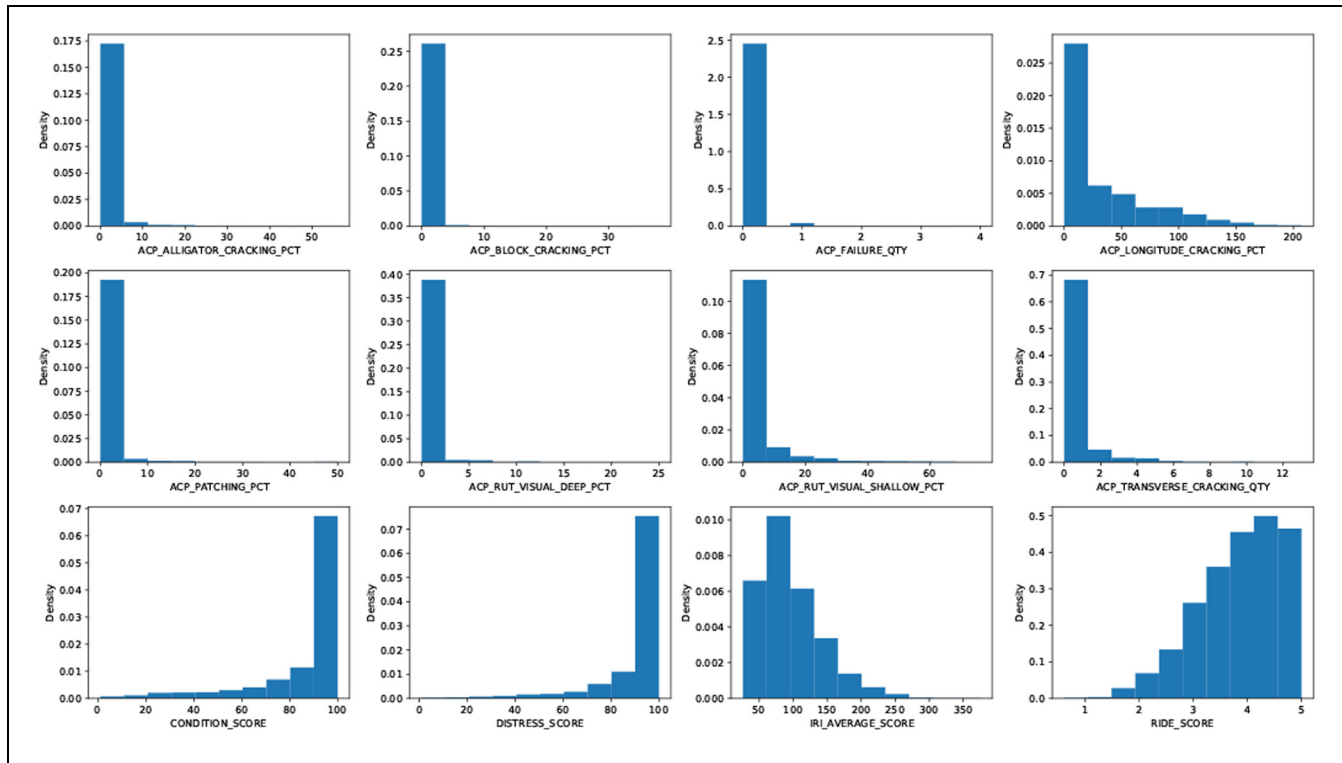 0.175
0.150
0.125
0.100
0.075
0.050
0.025
0.000
Density
0 10 20 30 40 50
ACP_ALLIGATOR_CRACKING_PCT
0.25
0.20
0.15
0.10
0.05
0.00
Density
0 10 20 30
ACP_BLOCK_CRACKING_PCT
2.5
2.0
1.5
1.0
0.5
0.0
Density
0 1 2 3 4
ACP_FAILURE_QTY
0.025
0.020
0.015
0.010
0.005
0.000
Density
0 50 100 150 200
ACP_LONGITUDE_CRACKING_PCT
0.200
0.175
0.150
0.125
0.100
0.075
0.050
0.025
0.000
Density
0 10 20 30 40 50
ACP_PATCHING_PCT
0.40
0.35
0.30
0.25
0.20
0.15
0.10
0.05
0.00
Density
0 5 10 15 20 25
ACP_RUT_VISUAL_DEEP_PCT
0.10
0.08
0.06
0.04
0.02
0.00
Density
0 20 40 60
ACP_RUT_VISUAL_SHALLOW_PCT
0.7
0.6
0.5
0.4
0.3
0.2
0.1
0.0
Density
0 2 4 6 8 10 12
ACP_TRANSVERSE_CRACKING_QTY
0.07
0.06
0.05
0.04
0.03
0.02
0.01
0.00
Density
0 20 40 60 80 100
CONDITION_SCORE
0.07
0.06
0.05
0.04
0.03
0.02
0.01
0.00
Density
0 20 40 60 80 100
DISTRESS_SCORE
0.010
0.008
0.006
0.004
0.002
0.000
Density
50 100 150 200 250 300 350
IRI_AVERAGE_SCORE
0.5
0.4
0.3
0.2
0.1
0.0
Density
1 2 3 4 5
RIDE_SCORE